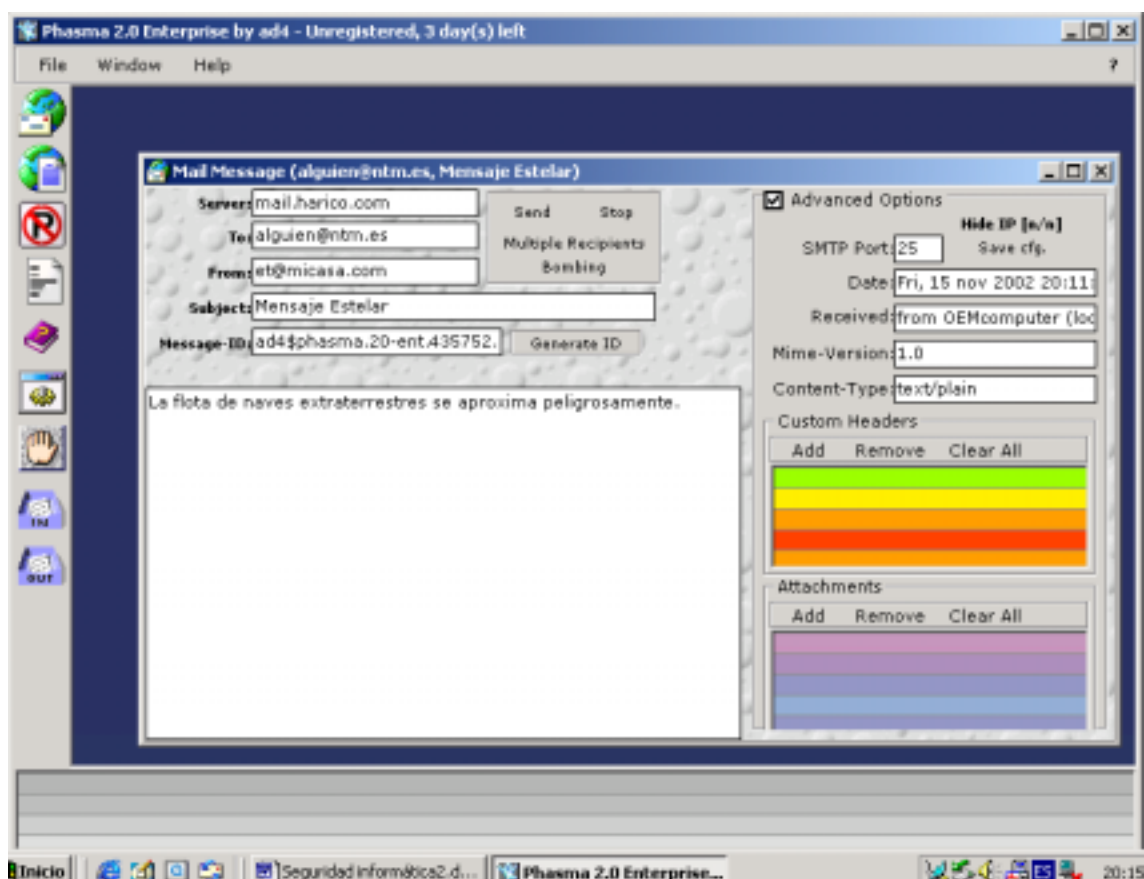 Phasma 2.0 Enterprise by ad4 - Unregistered, 3 day(s) left
File Window Help ?
Mail Message (alguien@ntm.es, Mensaje Estelar)
Server: mail.harico.com
To: alguien@ntm.es
From: et@micasa.com
Subject: Mensaje Estelar
Message-ID: ad4$phasma.20-ent.435752.
Generate ID
Send Stop
Multiple Recipients
Bombing
La flota de naves extraterrestres se aproxima peligrosamente.
Advanced Options
Hide IP [n/n]
SMTP Port: 25 Save cfg.
Date: Fri, 15 nov 2002 20:11:
Received: from OEMcomputer (loc
Mime-Version: 1.0
Content-Type: text/plain
Custom Headers
Add Remove Clear All
Attachments
Add Remove Clear All
IN
OUT
Inicio
Seguridad informática2.d...
Phasma 2.0 Enterprise...
ES
20:15